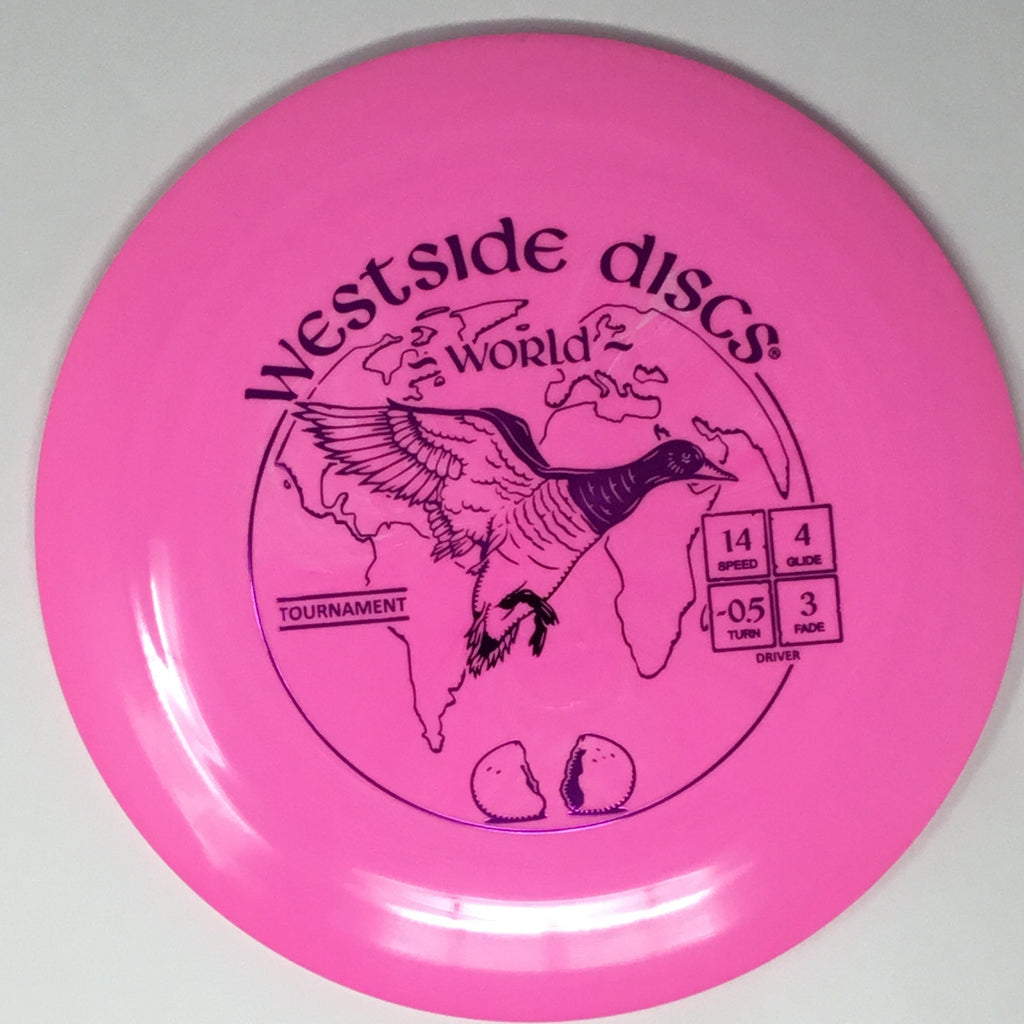 Westside Discs®
~ World ~
TOURNAMENT
14 4
SPEED GLIDE
-0.5 3
TURN FADE
DRIVER